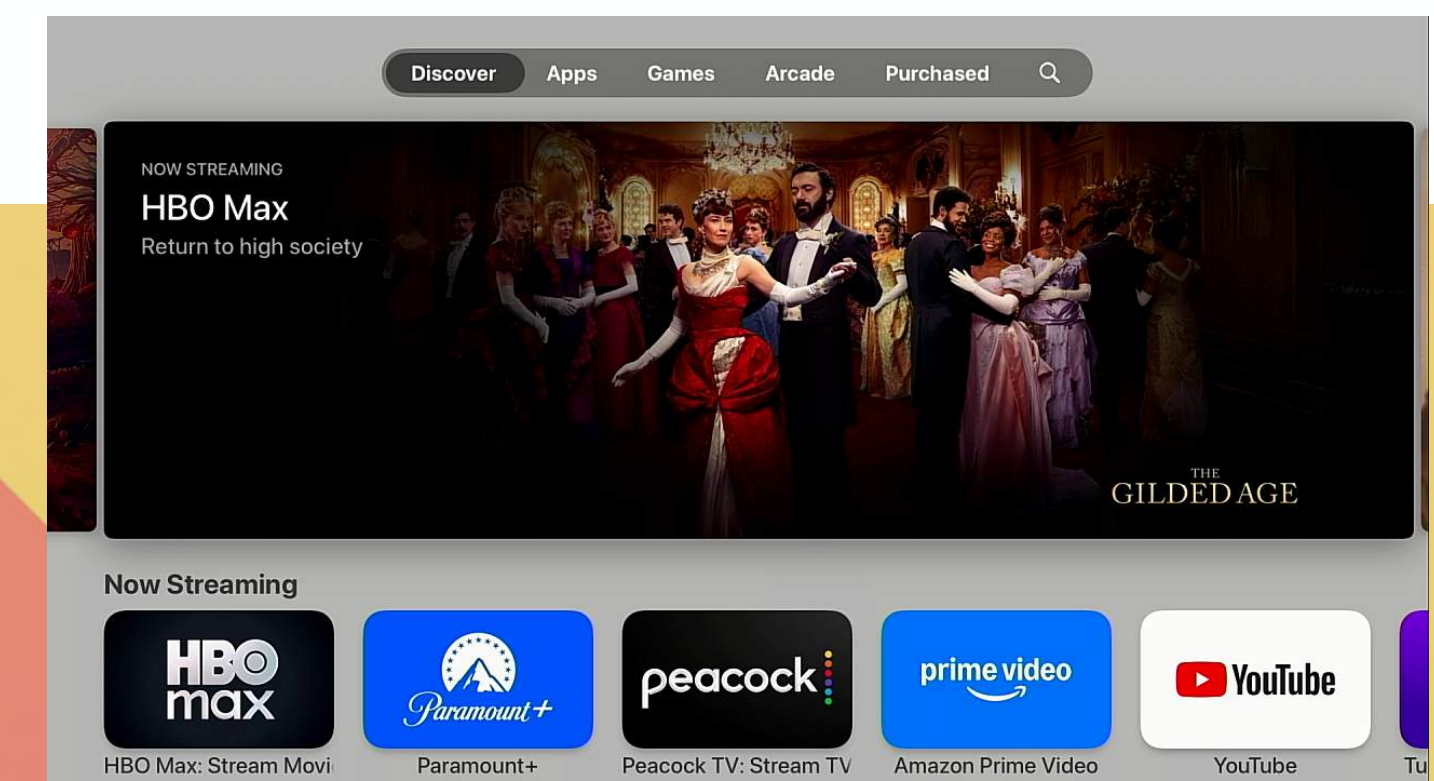 Discover Apps Games Arcade Purchased
NOW STREAMING
HBO Max
Return to high society
THE
GILDED AGE
Now Streaming
HBO
max
Paramount+
peacock
prime video
YouTube
HBO Max: Stream Movi
Paramount+
Peacock TV: Stream TV
Amazon Prime Video
YouTube
Tu